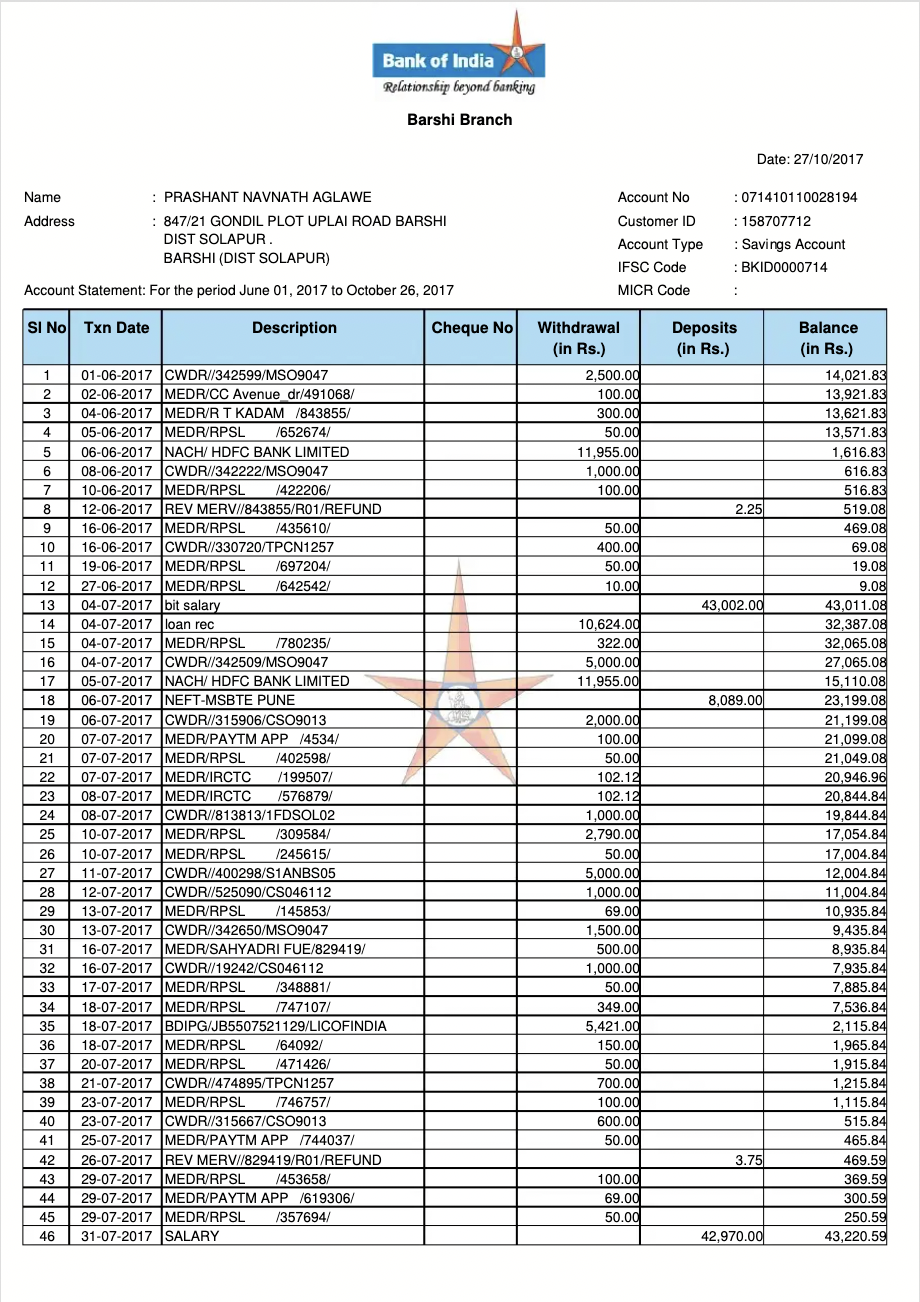 Bank of India
Relationship beyond banking
Barshi Branch
Date: 27/10/2017
Name : PRASHANT NAVNATH AGLAWE Account No : 071410110028194
Address : 847/21 GONDIL PLOT UPLAI ROAD BARSHI Customer ID : 158707712
DIST SOLAPUR . Account Type : Savings Account
BARSHI (DIST SOLAPUR) IFSC Code : BKID0000714
Account Statement: For the period June 01, 2017 to October 26, 2017 MICR Code :
Sl No Txn Date Description Cheque No Withdrawal Deposits Balance
(in Rs.) (in Rs.) (in Rs.)
1 01-06-2017 CWDR//342599/MSO9047 2,500.00 14,021.83
2 02-06-2017 MEDR/CC Avenue_dr/491068/ 100.00 13,921.83
3 04-06-2017 MEDR/R T KADAM /843855/ 300.00 13,621.83
4 05-06-2017 MEDR/RPSL /652674/ 50.00 13,571.83
5 06-06-2017 NACH/ HDFC BANK LIMITED 11,955.00 1,616.83
6 08-06-2017 CWDR//342222/MSO9047 1,000.00 616.83
7 10-06-2017 MEDR/RPSL /422206/ 100.00 516.83
8 12-06-2017 REV MERV//843855/R01/REFUND 2.25 519.08
9 16-06-2017 MEDR/RPSL /435610/ 50.00 469.08
10 16-06-2017 CWDR//330720/TPCN1257 400.00 69.08
11 19-06-2017 MEDR/RPSL /697204/ 50.00 19.08
12 27-06-2017 MEDR/RPSL /642542/ 10.00 9.08
13 04-07-2017 bit salary 43,002.00 43,011.08
14 04-07-2017 loan rec 10,624.00 32,387.08
15 04-07-2017 MEDR/RPSL /780235/ 322.00 32,065.08
16 04-07-2017 CWDR//342509/MSO9047 5,000.00 27,065.08
17 05-07-2017 NACH/ HDFC BANK LIMITED 11,955.00 15,110.08
18 06-07-2017 NEFT-MSBTE PUNE 8,089.00 23,199.08
19 06-07-2017 CWDR//315906/CSO9013 2,000.00 21,199.08
20 07-07-2017 MEDR/PAYTM APP /4534/ 100.00 21,099.08
21 07-07-2017 MEDR/RPSL /402598/ 50.00 21,049.08
22 07-07-2017 MEDR/IRCTC /199507/ 102.12 20,946.96
23 08-07-2017 MEDR/IRCTC /576879/ 102.12 20,844.84
24 08-07-2017 CWDR//813813/1FDSOL02 1,000.00 19,844.84
25 10-07-2017 MEDR/RPSL /309584/ 2,790.00 17,054.84
26 10-07-2017 MEDR/RPSL /245615/ 50.00 17,004.84
27 11-07-2017 CWDR//400298/S1ANBS05 5,000.00 12,004.84
28 12-07-2017 CWDR//525090/CS046112 1,000.00 11,004.84
29 13-07-2017 MEDR/RPSL /145853/ 69.00 10,935.84
30 13-07-2017 CWDR//342650/MSO9047 1,500.00 9,435.84
31 16-07-2017 MEDR/SAHYADRI FUE/829419/ 500.00 8,935.84
32 16-07-2017 CWDR//19242/CS046112 1,000.00 7,935.84
33 17-07-2017 MEDR/RPSL /348881/ 50.00 7,885.84
34 18-07-2017 MEDR/RPSL /747107/ 349.00 7,536.84
35 18-07-2017 BDIPG/JB5507521129/LICOFINDIA 5,421.00 2,115.84
36 18-07-2017 MEDR/RPSL /64092/ 150.00 1,965.84
37 20-07-2017 MEDR/RPSL /471426/ 50.00 1,915.84
38 21-07-2017 CWDR//474895/TPCN1257 700.00 1,215.84
39 23-07-2017 MEDR/RPSL /746757/ 100.00 1,115.84
40 23-07-2017 CWDR//315667/CSO9013 600.00 515.84
41 25-07-2017 MEDR/PAYTM APP /744037/ 50.00 465.84
42 26-07-2017 REV MERV//829419/R01/REFUND 3.75 469.59
43 29-07-2017 MEDR/RPSL /453658/ 100.00 369.59
44 29-07-2017 MEDR/PAYTM APP /619306/ 69.00 300.59
45 29-07-2017 MEDR/RPSL /357694/ 50.00 250.59
46 31-07-2017 SALARY 42,970.00 43,220.59